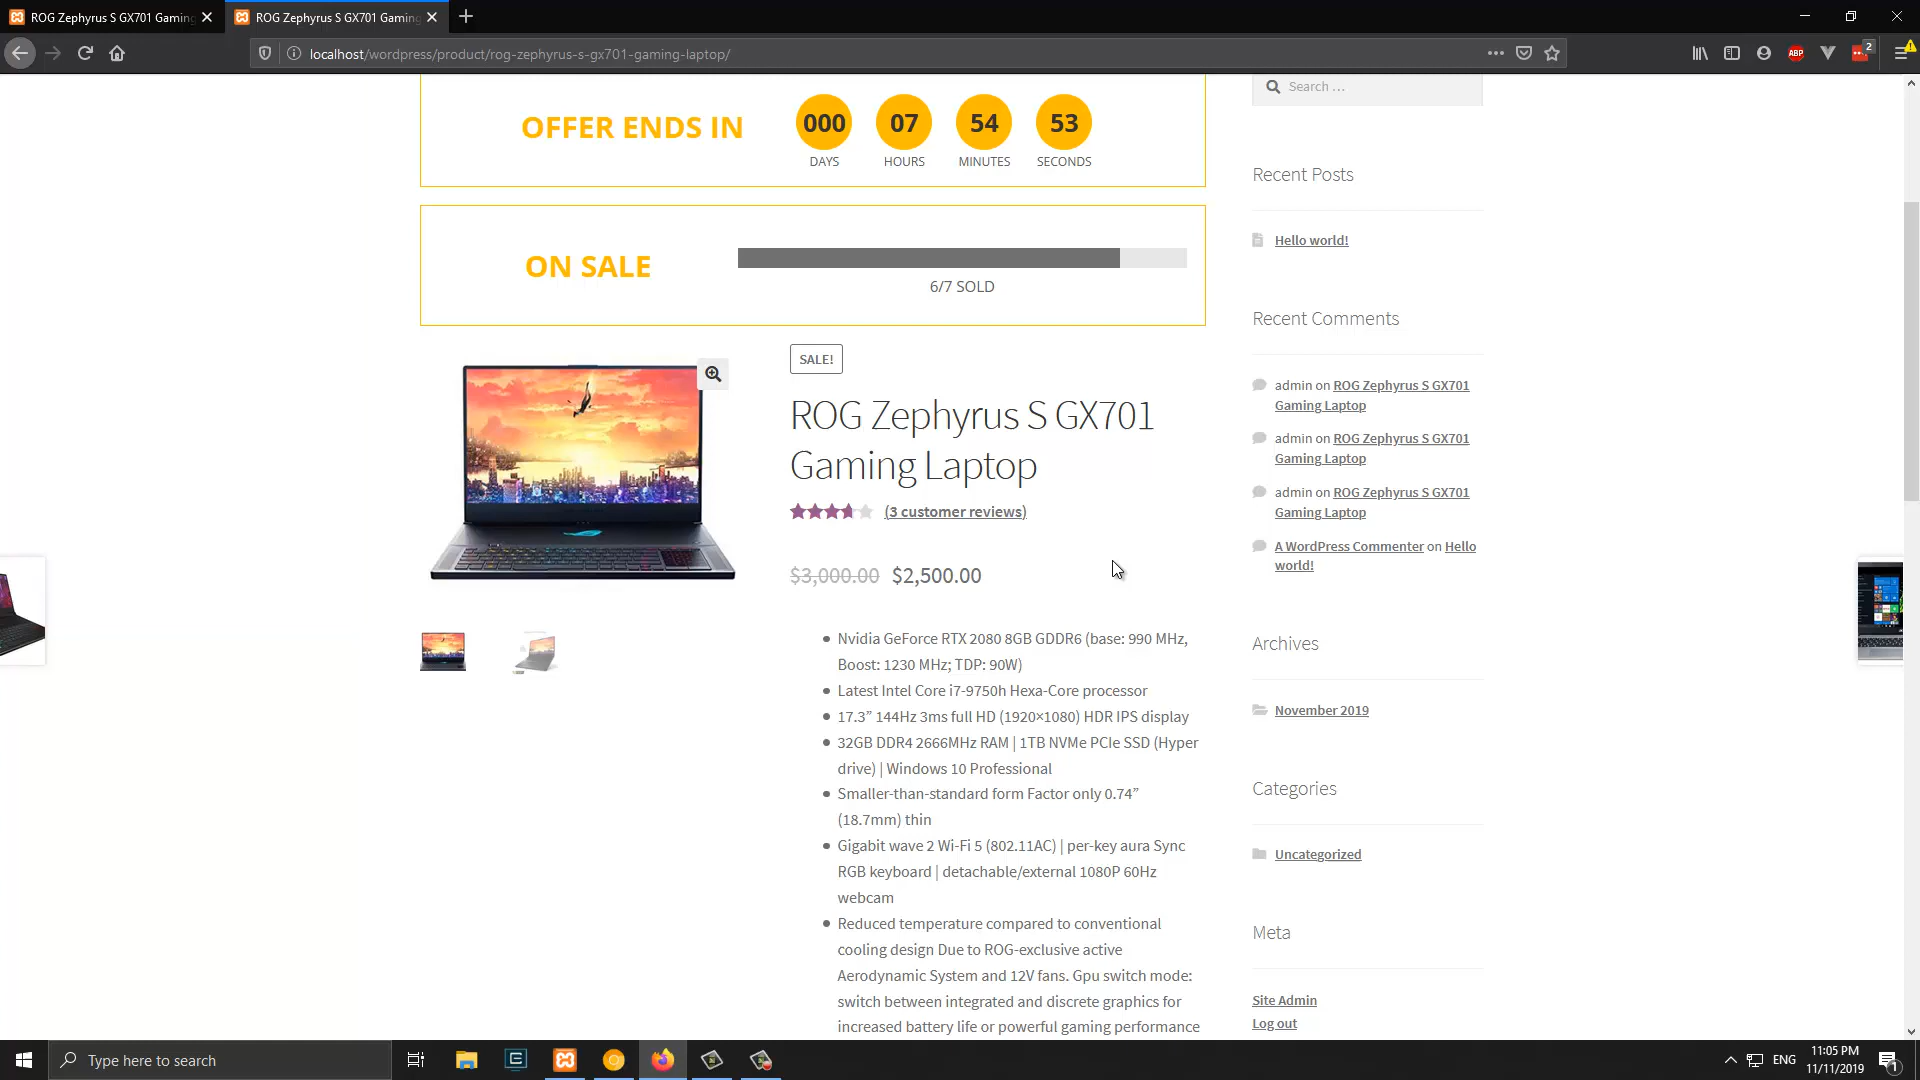 ROG Zephyrus S GX701 Gaming
ROG Zephyrus S GX701 Gaming
localhost/wordpress/product/rog-zephyrus-s-gx701-gaming-laptop/
ABP
2
OFFER ENDS IN
000
07
54
53
DAYS
HOURS
MINUTES
SECONDS
ON SALE
6/7 SOLD
SALE!
ROG Zephyrus S GX701
Gaming Laptop
(3 customer reviews)
$3,000.00 $2,500.00
Nvidia GeForce RTX 2080 8GB GDDR6 (base: 990 MHz,
Boost: 1230 MHz; TDP: 90W)
Latest Intel Core i7-9750h Hexa-Core processor
17.3” 144Hz 3ms full HD (1920×1080) HDR IPS display
32GB DDR4 2666MHz RAM | 1TB NVMe PCIe SSD (Hyper
drive) | Windows 10 Professional
Smaller-than-standard form Factor only 0.74”
(18.7mm) thin
Gigabit wave 2 Wi-Fi 5 (802.11AC) | per-key aura Sync
RGB keyboard | detachable/external 1080P 60Hz
webcam
Reduced temperature compared to conventional
cooling design Due to ROG-exclusive active
Aerodynamic System and 12V fans. Gpu switch mode:
switch between integrated and discrete graphics for
increased battery life or powerful gaming performance
Search …
Recent Posts
Hello world!
Recent Comments
admin on ROG Zephyrus S GX701
Gaming Laptop
admin on ROG Zephyrus S GX701
Gaming Laptop
admin on ROG Zephyrus S GX701
Gaming Laptop
A WordPress Commenter on Hello
world!
Archives
November 2019
Categories
Uncategorized
Meta
Site Admin
Log out
Type here to search
ENG
11:05 PM
11/11/2019
1